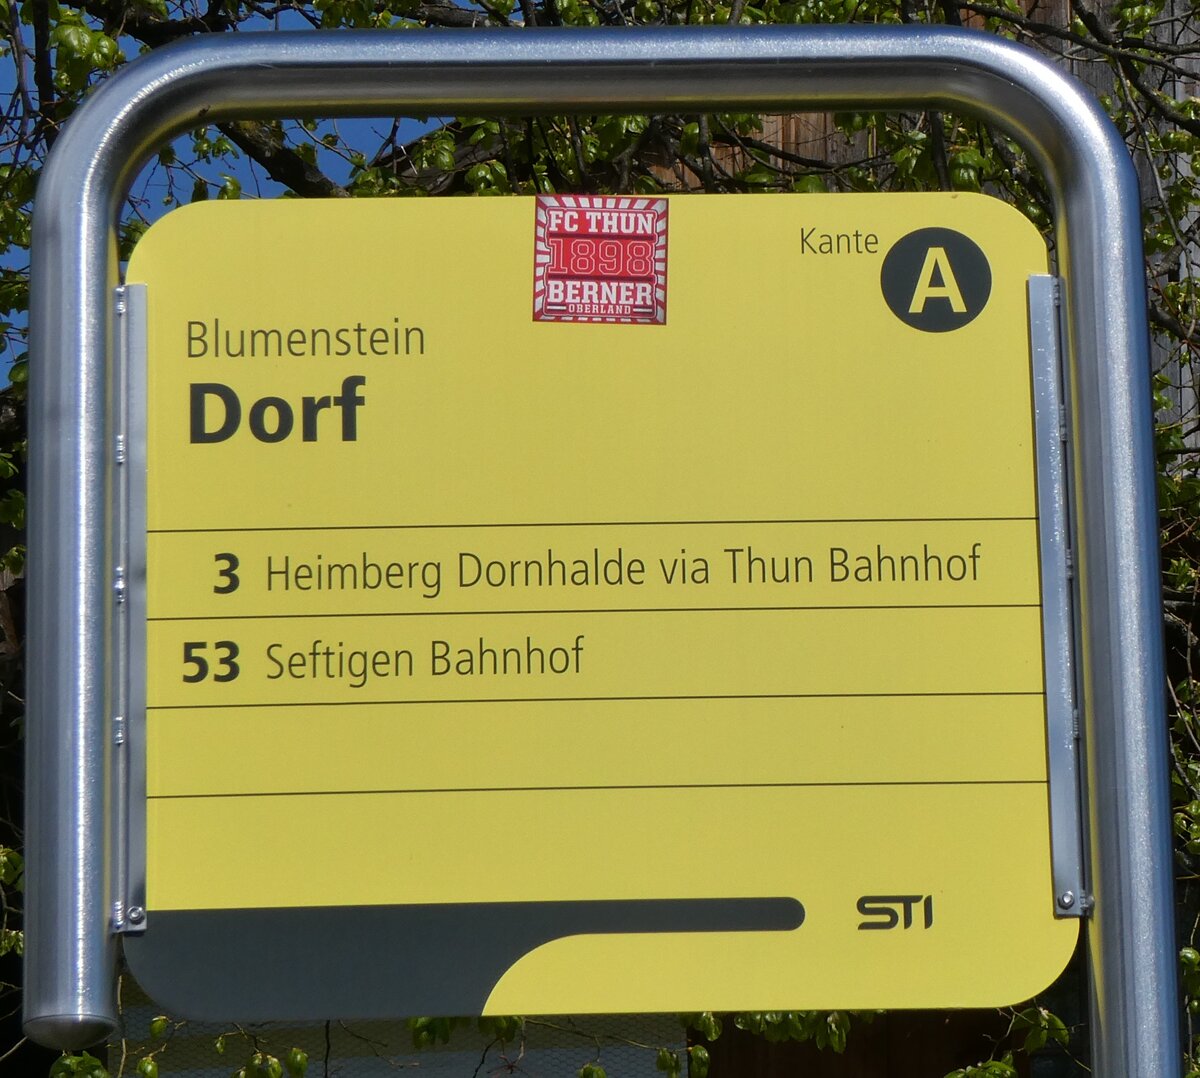 FC THUN
1898
BERNER
OBERLAND
Kante A
Blumenstein
Dorf
3 Heimberg Dornhalde via Thun Bahnhof
53 Seftigen Bahnhof
STI